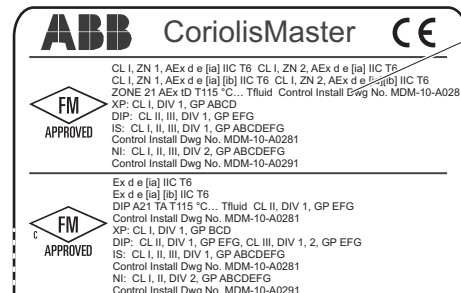 ABB CoriolisMaster CE
CL I, ZN 1, AEx d e [ia] IIC T6 CL I, ZN 2, AEx d e [ia] IIC T6
CL I, ZN 1, AEx d e [ia] [ib] IIC T6 CL I, ZN 2, AEx d e [ia][ib] IIC T6
ZONE 21 AEx tD T115 °C... Tfluid Control Install Dwg No. MDM-10-A028
XP: CL I, DIV 1, GP ABCD
DIP: CL II, III, DIV 1, GP EFG
IS: CL I, II, III, DIV 1, GP ABCDEFG
Control Install Dwg No. MDM-10-A0281
NI: CL I, II, III, DIV 2, GP ABCDEFG
Control Install Dwg No. MDM-10-A0291
FM
APPROVED
Ex d e [ia] IIC T6
Ex d e [ia] [ib] IIC T6
DIP A21 TA T115 °C... Tfluid CL II, DIV 1, GP EFG
Control Install Dwg No. MDM-10-A0281
XP: CL I, DIV 1, GP BCD
DIP: CL II, DIV 1, GP EFG, CL III, DIV 1, 2, GP EFG
IS: CL I, II, III, DIV 1, GP ABCDEFG
Control Install Dwg No. MDM-10-A0281
NI: CL I, II, DIV 2, GP ABCDEFG
Control Install Dwg No. MDM-10-A0291
c FM
APPROVED